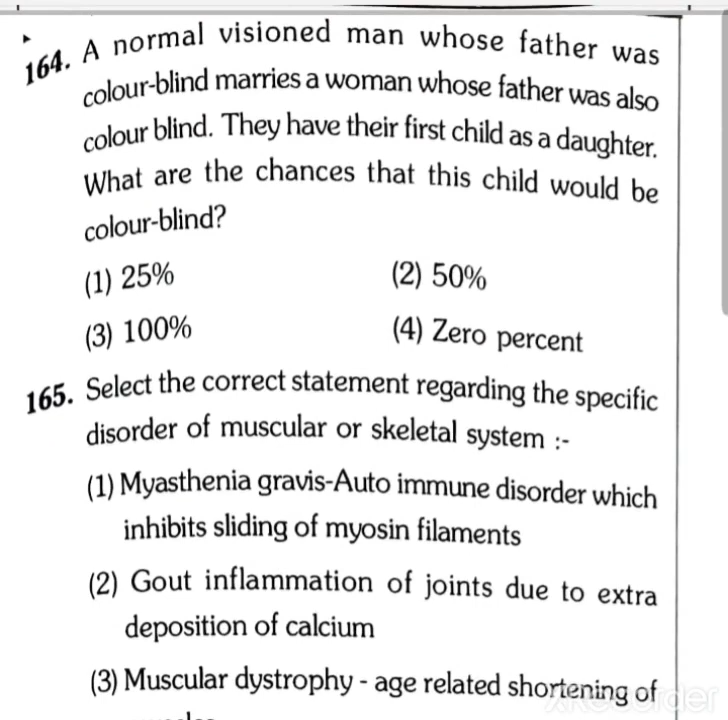 164. A normal visioned man whose father was
colour-blind marries a woman whose father was also
colour blind. They have their first child as a daughter.
What are the chances that this child would be
colour-blind?
(1) 25% (2) 50%
(3) 100% (4) Zero percent
165. Select the correct statement regarding the specific
disorder of muscular or skeletal system :-
(1) Myasthenia gravis-Auto immune disorder which
inhibits sliding of myosin filaments
(2) Gout inflammation of joints due to extra
deposition of calcium
(3) Muscular dystrophy - age related shortening of
XRecorder